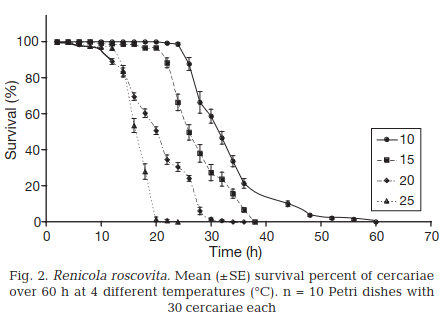 Survival (%)
100
80
60
40
20
0
0 10 20 30 40 50 60 70
Time (h)
10
15
20
25
Fig. 2. Renicola roscovita. Mean (±SE) survival percent of cercariae
over 60 h at 4 different temperatures (°C). n = 10 Petri dishes with
30 cercariae each